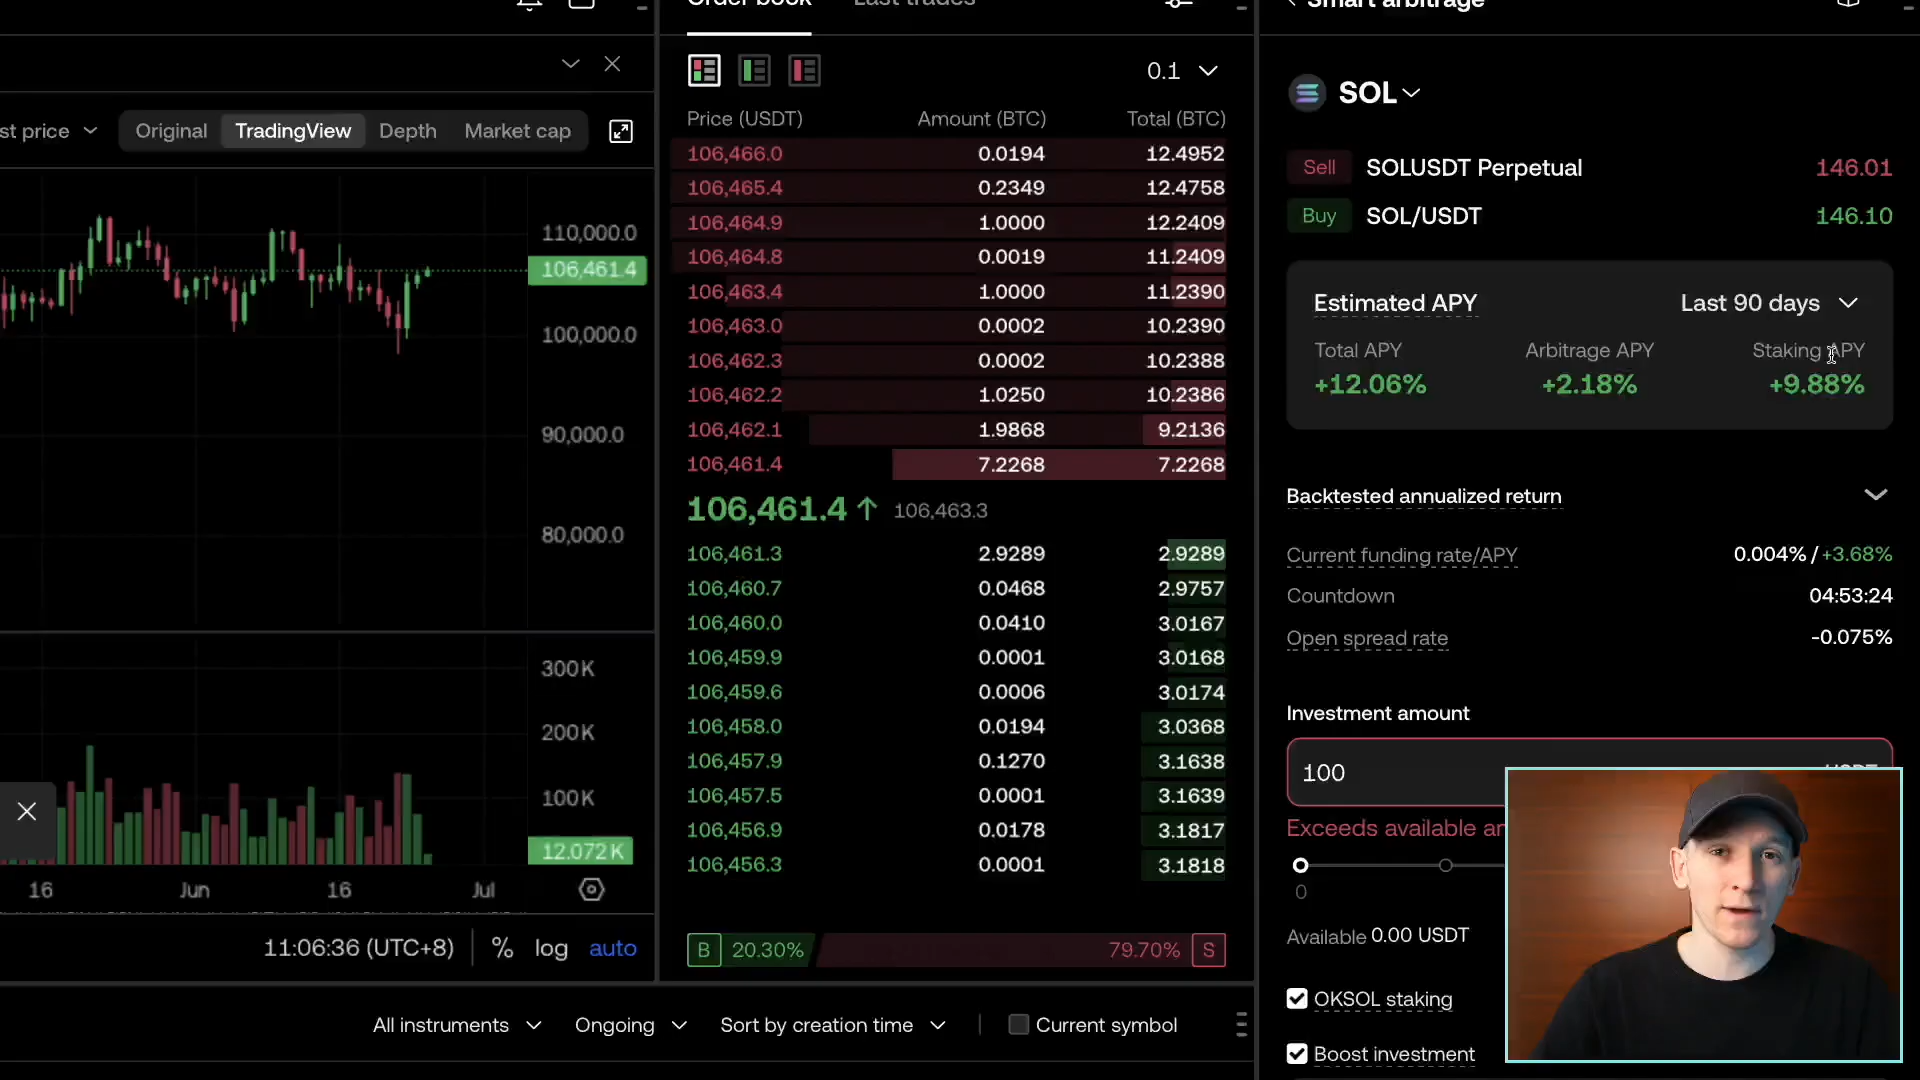 Order book
Last trades
Smart arbitrage
st price
Original
TradingView
Depth
Market cap
110,000.0
106,461.4
100,000.0
90,000.0
80,000.0
300K
200K
100K
12.072K
16
Jun
16
Jul
11:06:36 (UTC+8)
%
log
auto
0.1
Price (USDT) Amount (BTC) Total (BTC)
106,466.0 0.0194 12.4952
106,465.4 0.2349 12.4758
106,464.9 1.0000 12.2409
106,464.8 0.0019 11.2409
106,463.4 1.0000 11.2390
106,463.0 0.0002 10.2390
106,462.3 0.0002 10.2388
106,462.2 1.0250 10.2386
106,462.1 1.9868 9.2136
106,461.4 7.2268 7.2268
106,461.4 ↑ 106,463.3
106,461.3 2.9289 2.9289
106,460.7 0.0468 2.9757
106,460.0 0.0410 3.0167
106,459.9 0.0001 3.0168
106,459.6 0.0006 3.0174
106,458.0 0.0194 3.0368
106,457.9 0.1270 3.1638
106,457.5 0.0001 3.1639
106,456.9 0.0178 3.1817
106,456.3 0.0001 3.1818
B 20.30% 79.70% S
SOL
Sell SOLUSDT Perpetual 146.01
Buy SOL/USDT 146.10
Estimated APY Last 90 days
Total APY Arbitrage APY Staking APY
+12.06% +2.18% +9.88%
Backtested annualized return
Current funding rate/APY 0.004% / +3.68%
Countdown 04:53:24
Open spread rate -0.075%
Investment amount
100
Exceeds available
0
Available 0.00 USDT
OKSOL staking
Boost investment
All instruments Ongoing Sort by creation time Current symbol